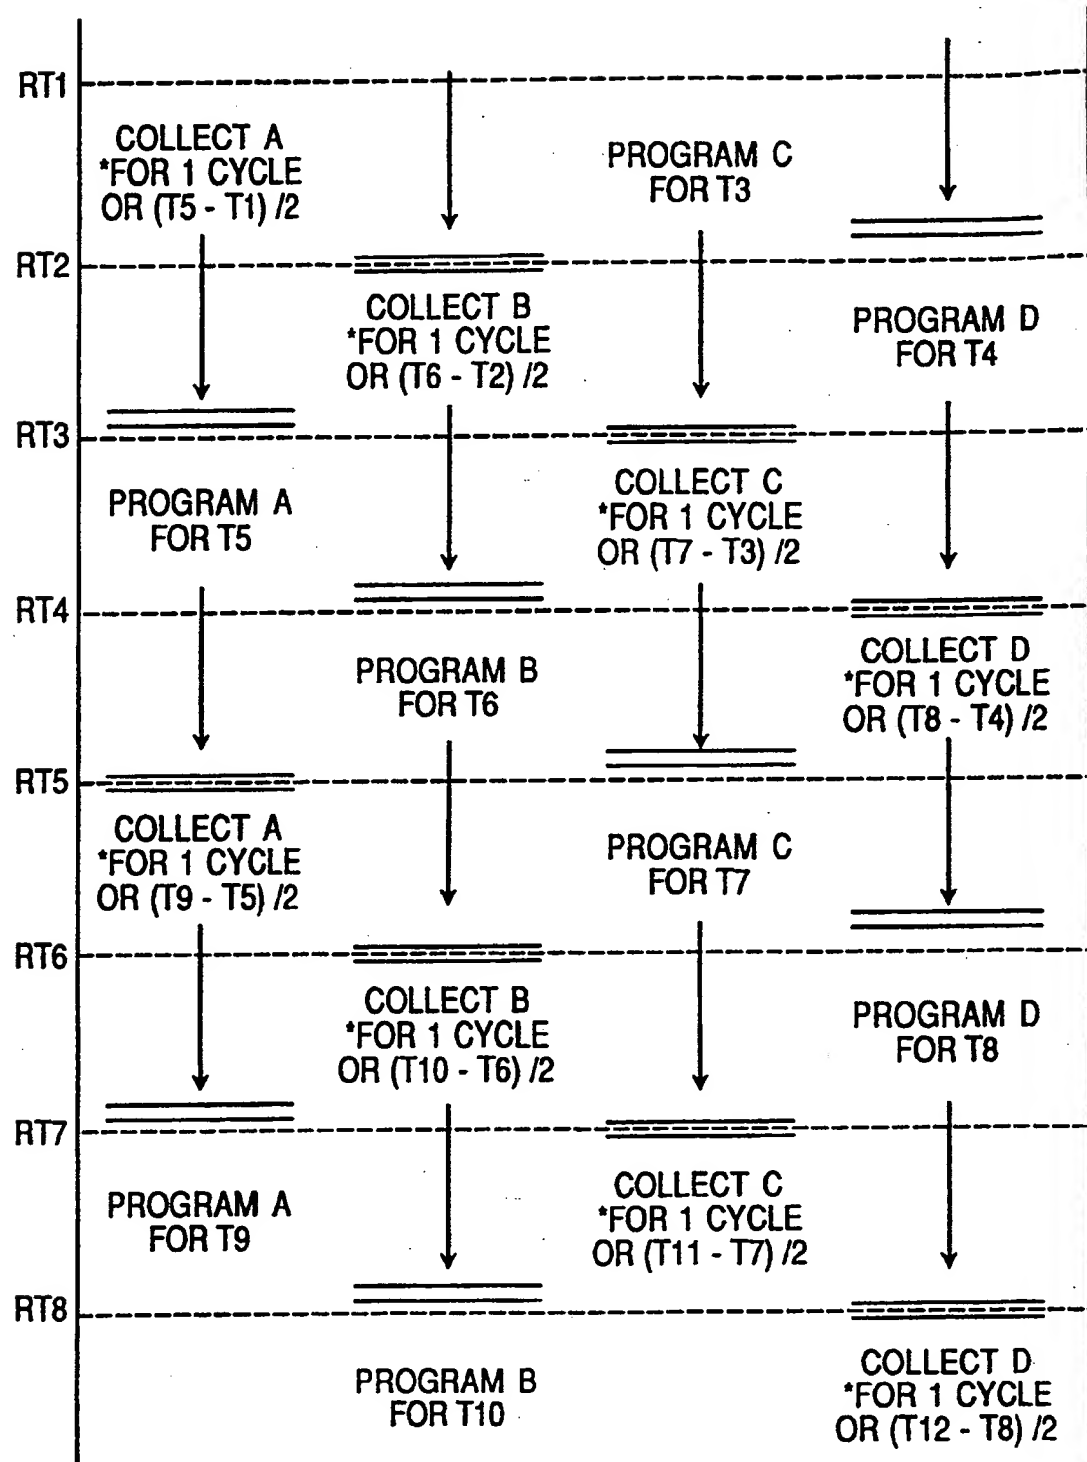 RT1
COLLECT A
*FOR 1 CYCLE
OR (T5 - T1) /2
PROGRAM C
FOR T3
RT2
COLLECT B
*FOR 1 CYCLE
OR (T6 - T2) /2
PROGRAM D
FOR T4
RT3
PROGRAM A
FOR T5
COLLECT C
*FOR 1 CYCLE
OR (T7 - T3) /2
RT4
PROGRAM B
FOR T6
COLLECT D
*FOR 1 CYCLE
OR (T8 - T4) /2
RT5
COLLECT A
*FOR 1 CYCLE
OR (T9 - T5) /2
PROGRAM C
FOR T7
RT6
COLLECT B
*FOR 1 CYCLE
OR (T10 - T6) /2
PROGRAM D
FOR T8
RT7
PROGRAM A
FOR T9
COLLECT C
*FOR 1 CYCLE
OR (T11 - T7) /2
RT8
PROGRAM B
FOR T10
COLLECT D
*FOR 1 CYCLE
OR (T12 - T8) /2